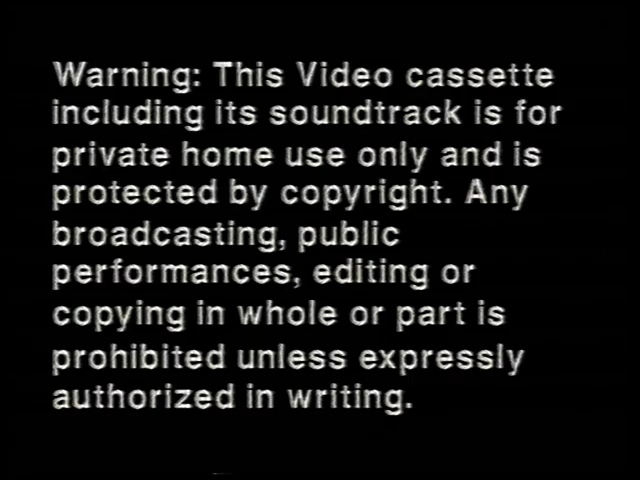 Warning: This Video cassette
including its soundtrack is for
private home use only and is
protected by copyright. Any
broadcasting, public
performances, editing or
copying in whole or part is
prohibited unless expressly
authorized in writing.